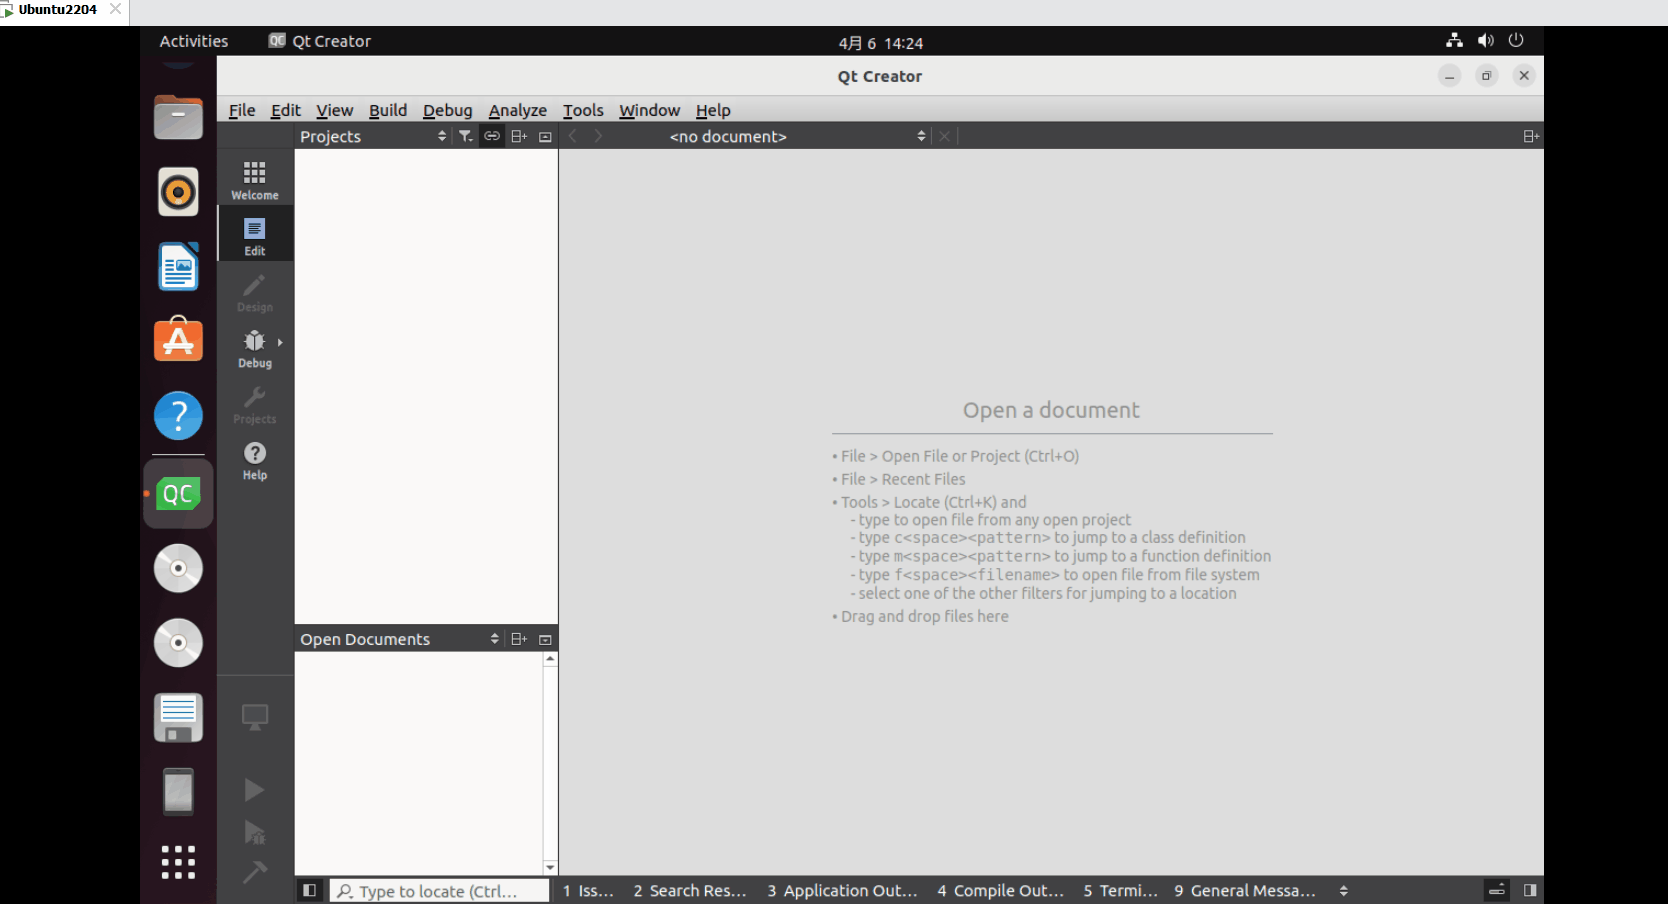 Ubuntu2204
Activities
QC Qt Creator
4月 6 14:24
Qt Creator
File Edit View Build Debug Analyze Tools Window Help
Projects
<no document>
Welcome
Edit
Design
Debug
Projects
Help
QC
Open a document
• File > Open File or Project (Ctrl+O)
• File > Recent Files
• Tools > Locate (Ctrl+K) and
- type to open file from any open project
- type c<space><pattern> to jump to a class definition
- type m<space><pattern> to jump to a function definition
- type f<space><filename> to open file from file system
- select one of the other filters for jumping to a location
• Drag and drop files here
Open Documents
Type to locate (Ctrl...
1 Iss... 2 Search Res... 3 Application Out... 4 Compile Out... 5 Termi... 9 General Messa...